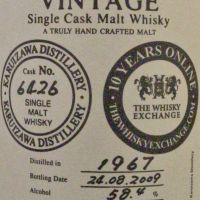 VINTAGE
Single Cask Malt Whisky
A TRULY HAND CRAFTED MALT
KARUIZAWA DISTILLERY
Cask No.
6426
SINGLE
MALT
WHISKY
KARUIZAWA DISTILLERY
10 YEARS ONLINE
THE WHISKY
EXCHANGE
THEWHISKYEXCHANGE.COM
Distilled in 1967
Bottling Date 24.08.2009
Alcohol 58.4 %